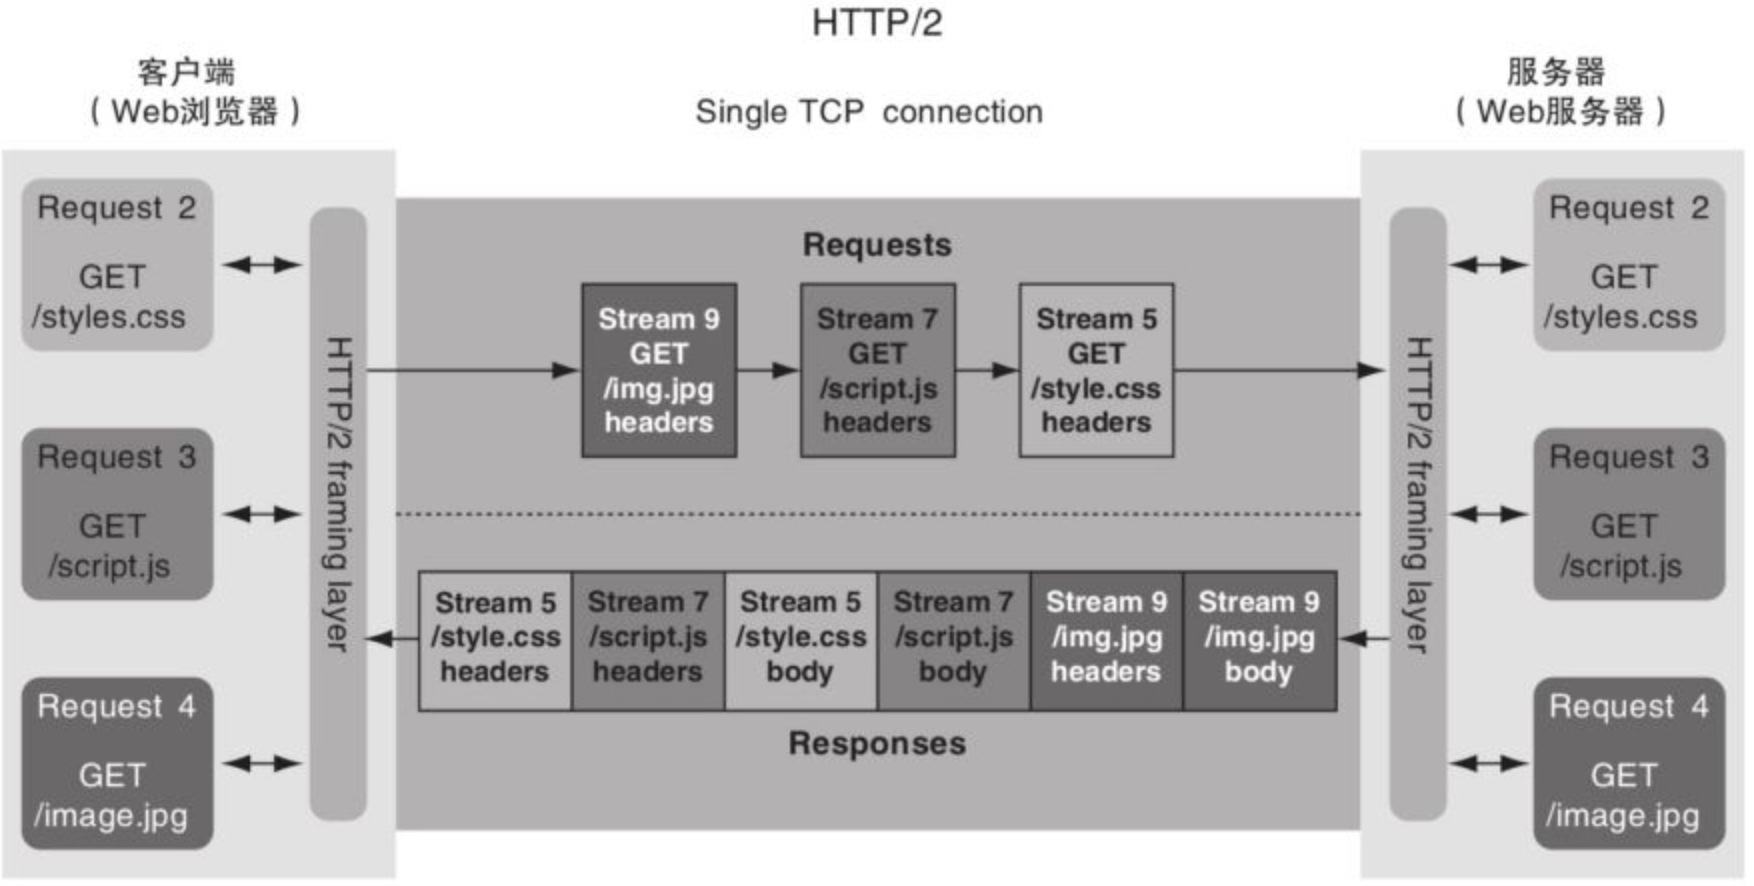 HTTP/2
客户端
（Web浏览器）
Single TCP connection
服务器
（Web服务器）
Request 2
GET
/styles.css
Request 3
GET
/script.js
Request 4
GET
/image.jpg
HTTP/2 framing layer
Requests
Stream 9
GET
/img.jpg
headers
Stream 7
GET
/script.js
headers
Stream 5
GET
/style.css
headers
Stream 5
/style.css
headers
Stream 7
/script.js
headers
Stream 5
/style.css
body
Stream 7
/script.js
body
Stream 9
/img.jpg
headers
Stream 9
/img.jpg
body
Responses
HTTP/2 framing layer
Request 2
GET
/styles.css
Request 3
GET
/script.js
Request 4
GET
/image.jpg